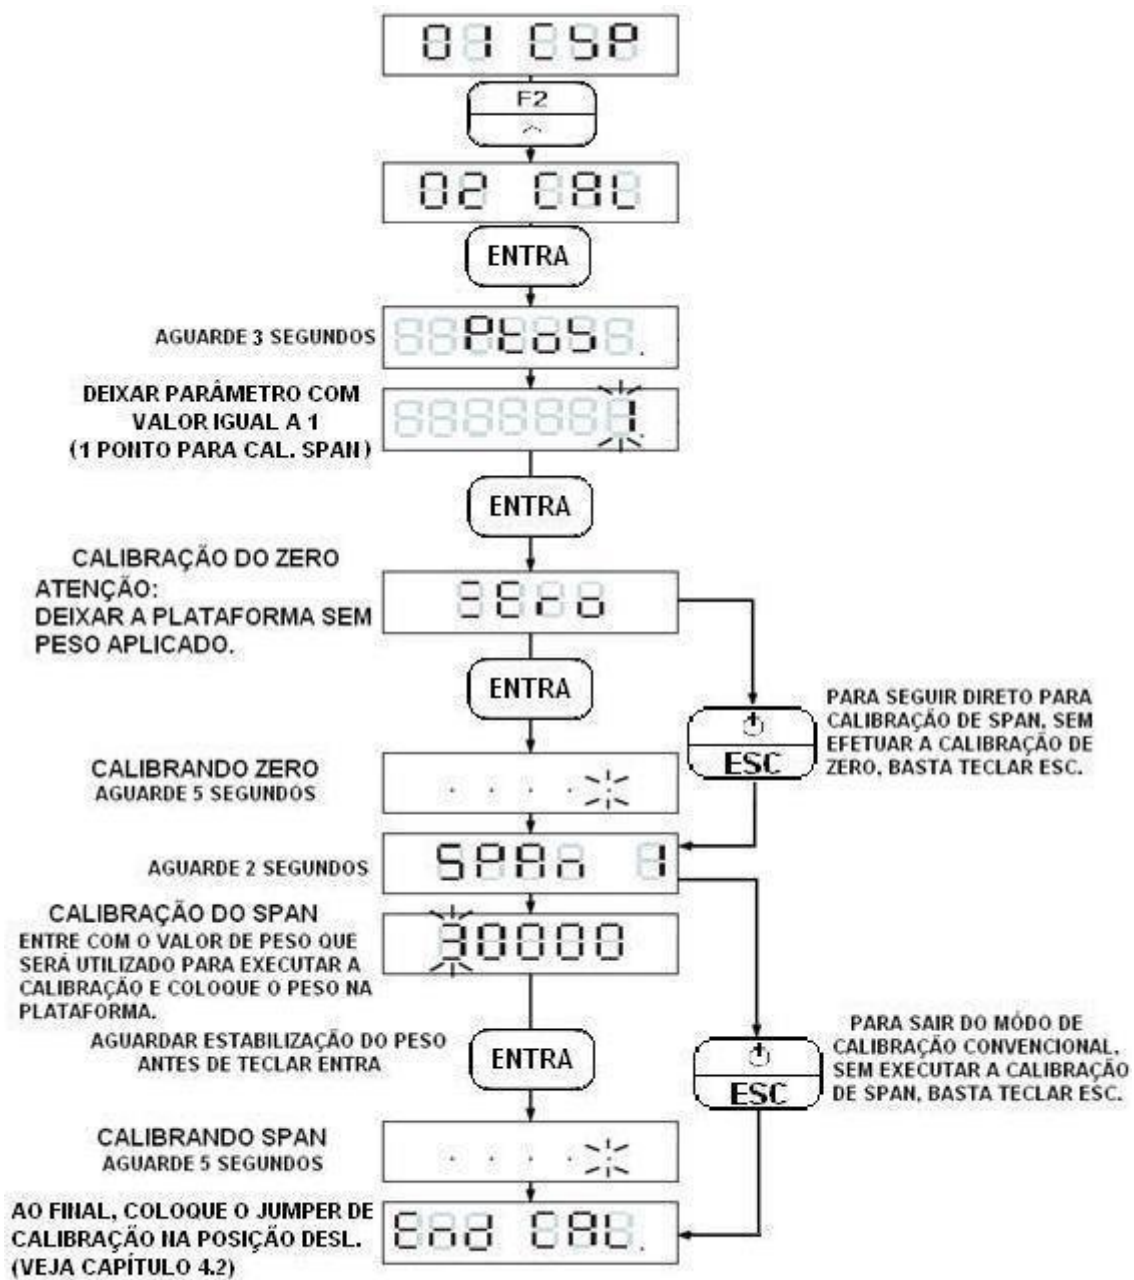 01 CSP
F2
02 CAL
ENTRA
AGUARDE 3 SEGUNDOS
PtoS.
DEIXAR PARÂMETRO COM
VALOR IGUAL A 1
(1 PONTO PARA CAL. SPAN)
1.
ENTRA
CALIBRAÇÃO DO ZERO
ATENÇÃO:
DEIXAR A PLATAFORMA SEM
PESO APLICADO.
ZEro
ENTRA
PARA SEGUIR DIRETO PARA
CALIBRAÇÃO DE SPAN, SEM
EFETUAR A CALIBRAÇÃO DE
ZERO, BASTA TECLAR ESC.
ESC
CALIBRANDO ZERO
AGUARDE 5 SEGUNDOS
. . . . .
AGUARDE 2 SEGUNDOS
SPAn 1
CALIBRAÇÃO DO SPAN
ENTRE COM O VALOR DE PESO QUE
SERÁ UTILIZADO PARA EXECUTAR A
CALIBRAÇÃO E COLOQUE O PESO NA
PLATAFORMA.
30000
AGUARDAR ESTABILIZAÇÃO DO PESO
ANTES DE TECLAR ENTRA
ENTRA
PARA SAIR DO MÓDO DE
CALIBRAÇÃO CONVENCIONAL,
SEM EXECUTAR A CALIBRAÇÃO
DE SPAN, BASTA TECLAR ESC.
ESC
CALIBRANDO SPAN
AGUARDE 5 SEGUNDOS
. . . . .
AO FINAL, COLOQUE O JUMPER DE
CALIBRAÇÃO NA POSIÇÃO DESL.
(VEJA CAPÍTULO 4.2)
End CAL.